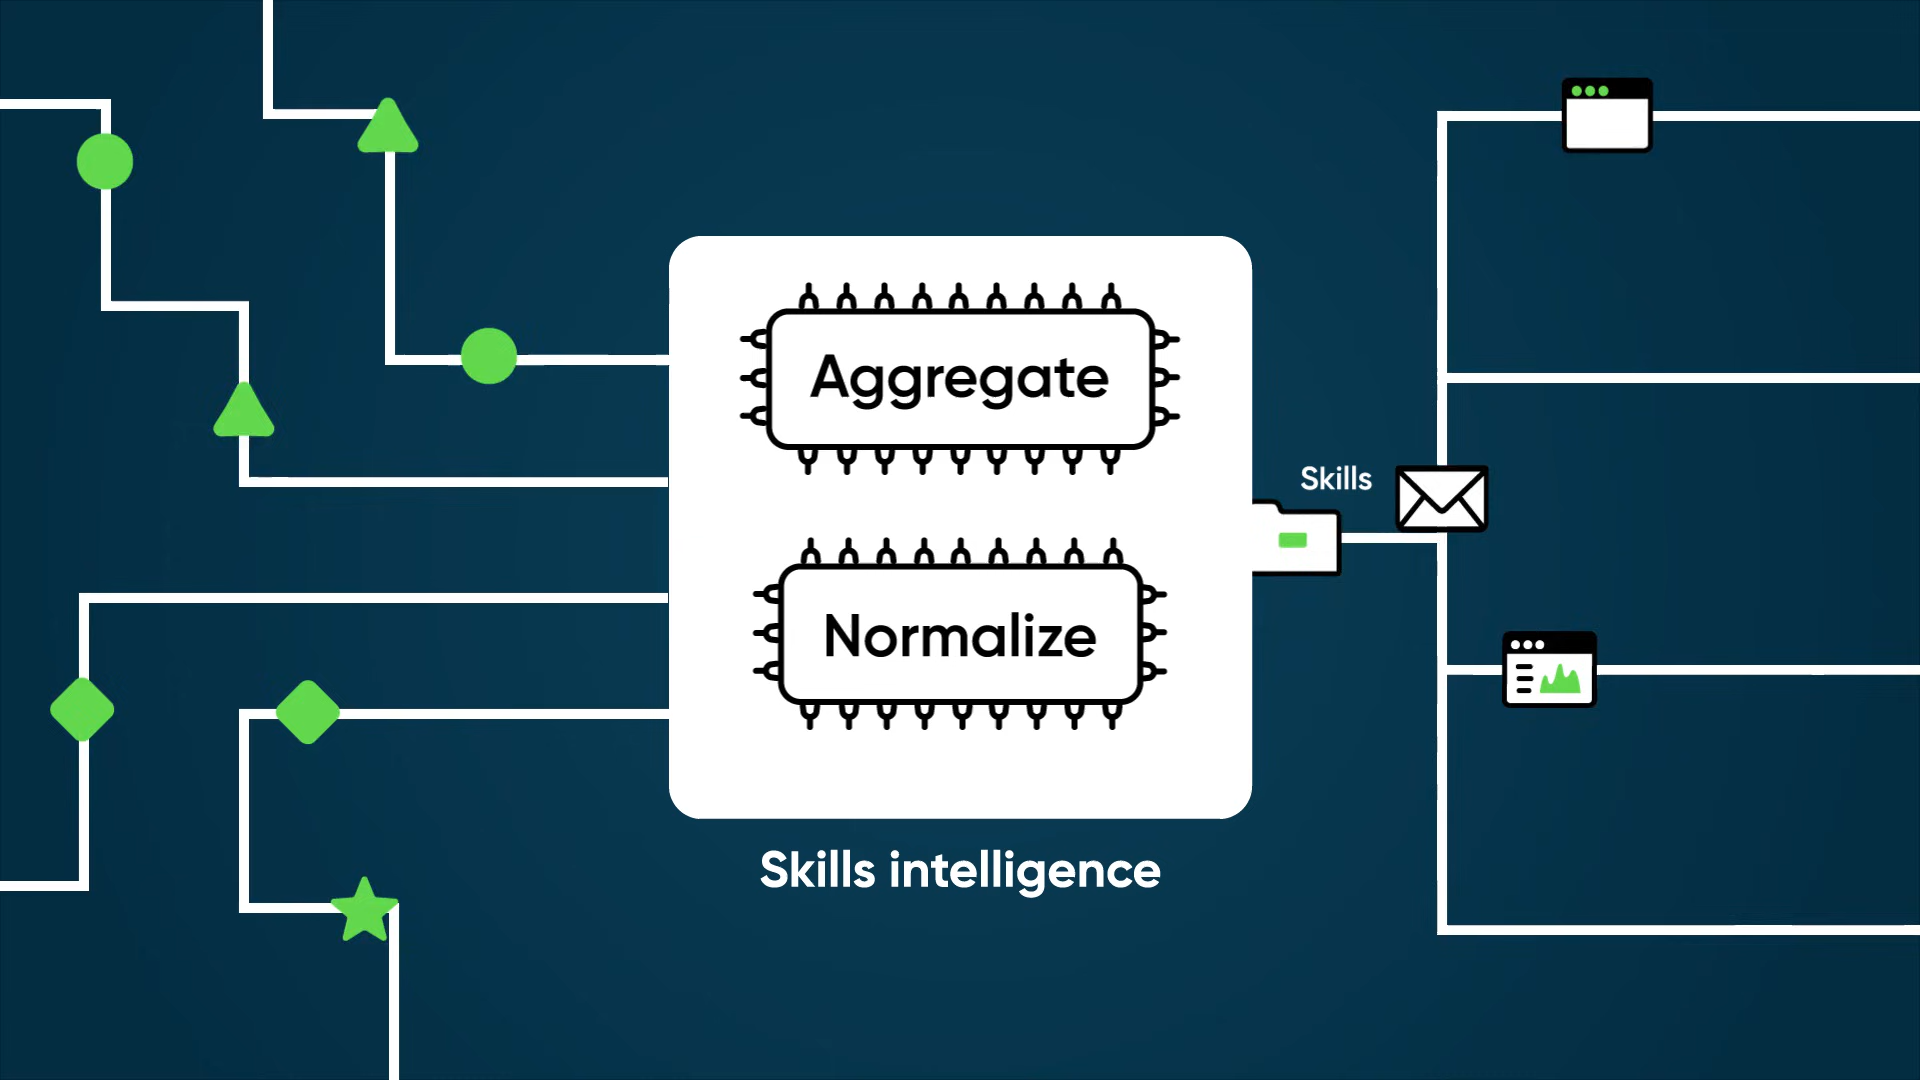 Aggregate
Skills
Normalize
Skills intelligence